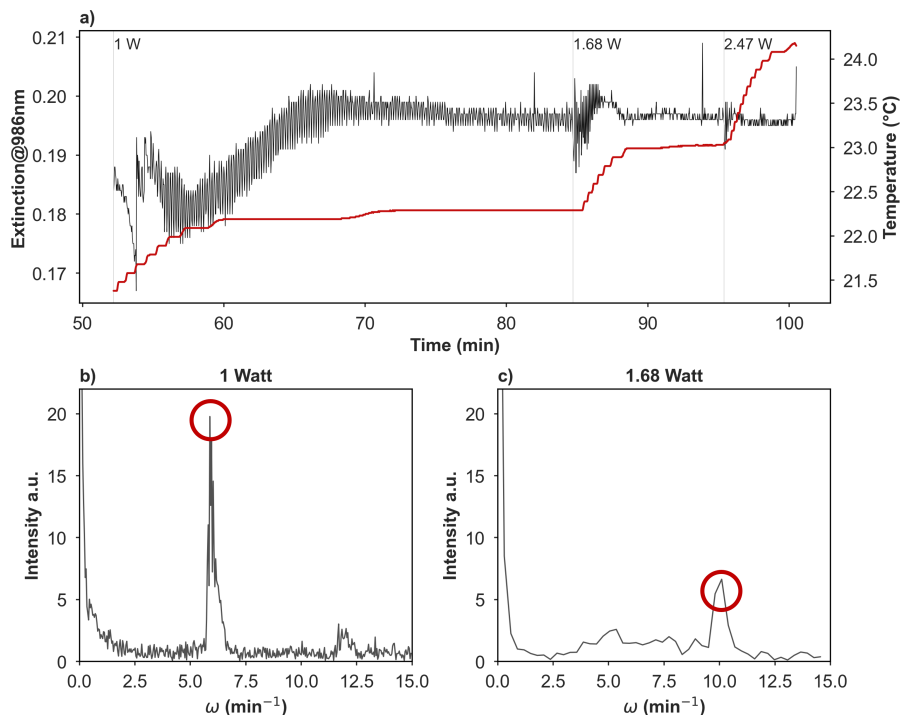 a)
1 W
1.68 W
2.47 W
0.21
0.20
0.19
0.18
0.17
Extinction@986nm
24.0
23.5
23.0
22.5
22.0
21.5
Temperature (°C)
50
60
70
80
90
100
Time (min)
b)
1 Watt
20
15
10
5
0
Intensity a.u.
0.0
2.5
5.0
7.5
10.0
12.5
15.0
ω (min⁻¹)
c)
1.68 Watt
20
15
10
5
0
Intensity a.u.
0.0
2.5
5.0
7.5
10.0
12.5
15.0
ω (min⁻¹)